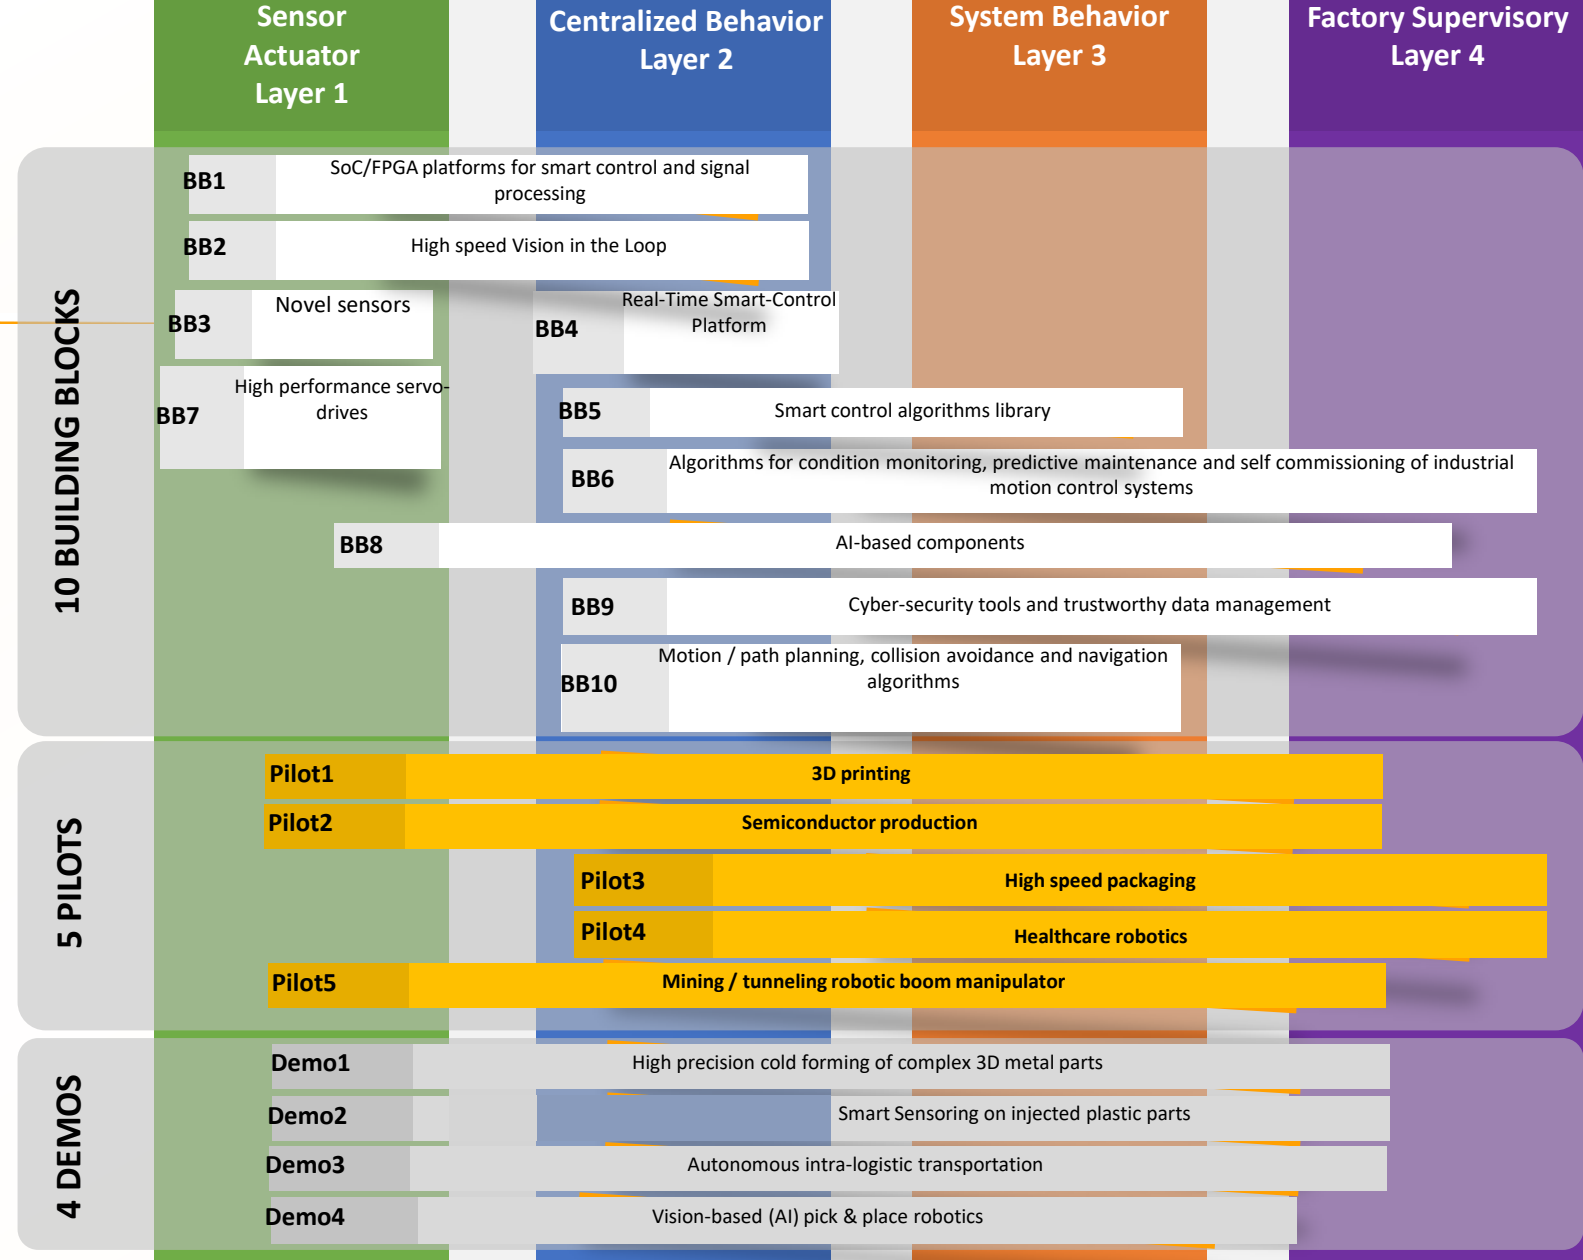 Sensor
Actuator
Layer 1
Centralized Behavior
Layer 2
System Behavior
Layer 3
Factory Supervisory
Layer 4
10 BUILDING BLOCKS
BB1
SoC/FPGA platforms for smart control and signal
processing
BB2
High speed Vision in the Loop
BB3
Novel sensors
BB4
Real-Time Smart-Control
Platform
BB7
High performance servo-
drives
BB5
Smart control algorithms library
BB6
Algorithms for condition monitoring, predictive maintenance and self commissioning of industrial
motion control systems
BB8
AI-based components
BB9
Cyber-security tools and trustworthy data management
BB10
Motion / path planning, collision avoidance and navigation
algorithms
5 PILOTS
Pilot1
3D printing
Pilot2
Semiconductor production
Pilot3
High speed packaging
Pilot4
Healthcare robotics
Pilot5
Mining / tunneling robotic boom manipulator
4 DEMOS
Demo1
High precision cold forming of complex 3D metal parts
Demo2
Smart Sensoring on injected plastic parts
Demo3
Autonomous intra-logistic transportation
Demo4
Vision-based (AI) pick & place robotics